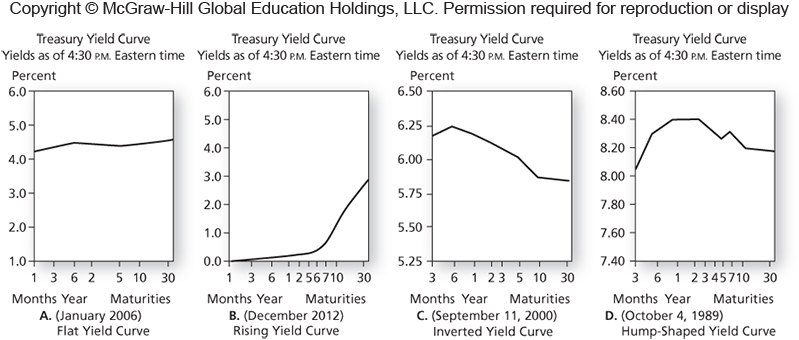 Copyright © McGraw-Hill Global Education Holdings, LLC. Permission required for reproduction or display
Treasury Yield Curve
Yields as of 4:30 P.M. Eastern time
Percent
6.0
5.0
4.0
3.0
2.0
1.0
1 3 6 2 5 10 30
Months Year Maturities
A. (January 2006)
Flat Yield Curve
Treasury Yield Curve
Yields as of 4:30 P.M. Eastern time
Percent
6.0
5.0
4.0
3.0
2.0
1.0
0.0
1 3 6 1 2 5 6 7 10 30
Months Year Maturities
B. (December 2012)
Rising Yield Curve
Treasury Yield Curve
Yields as of 4:30 P.M. Eastern time
Percent
6.50
6.25
6.00
5.75
5.50
5.25
3 6 1 2 3 5 10 30
Months Year Maturities
C. (September 11, 2000)
Inverted Yield Curve
Treasury Yield Curve
Yields as of 4:30 P.M. Eastern time
Percent
8.60
8.40
8.20
8.00
7.60
7.40
3 6 1 2 3 4 5 7 10 30
Months Year Maturities
D. (October 4, 1989)
Hump-Shaped Yield Curve